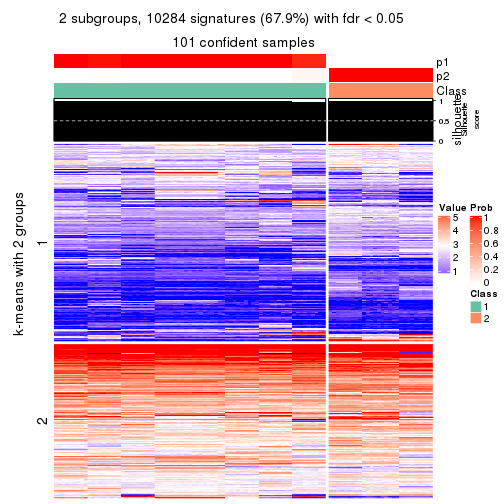 2 subgroups, 10284 signatures (67.9%) with fdr < 0.05
101 confident samples
p1
p2
Class
1
0.5
0
silhouette
Silhouette
score
k-means with 2 groups
1
2
Value
5
4
3
2
1
Prob
1
0.8
0.6
0.4
0.2
0
Class
1
2